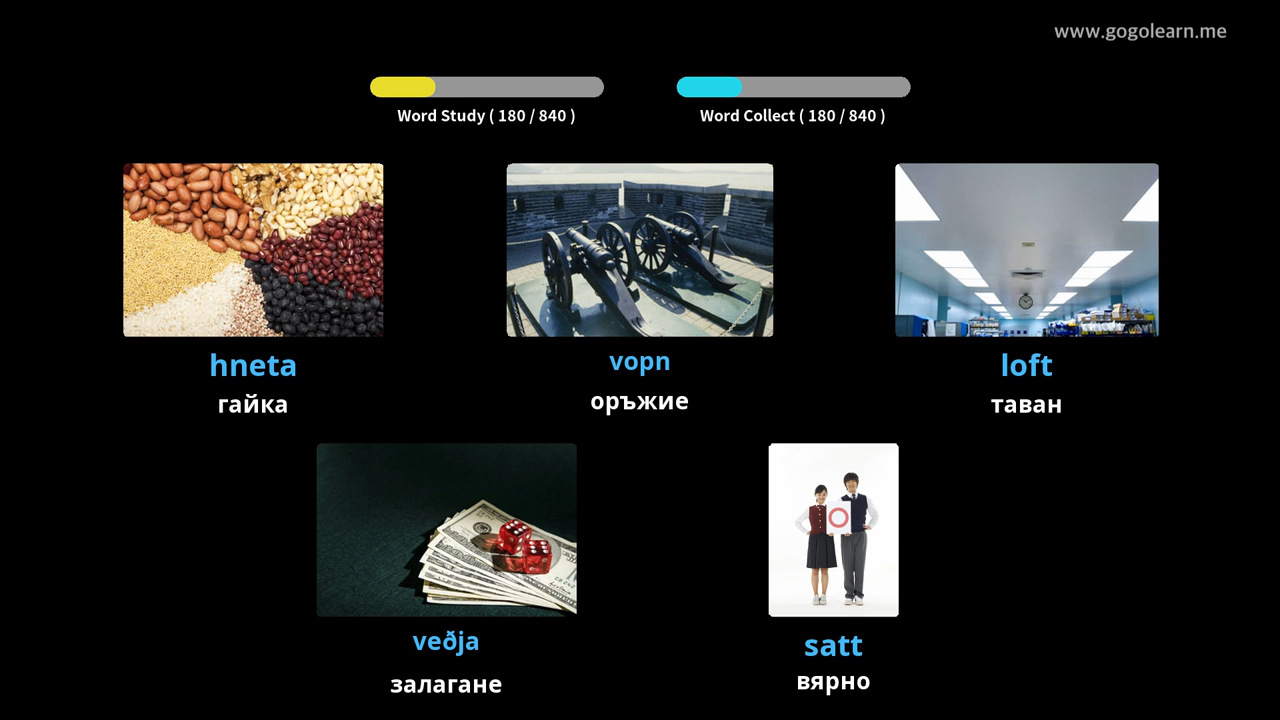 www.gogolearn.me
Word Study ( 180 / 840 )
Word Collect ( 180 / 840 )
hneta
гайка
vopn
оръжие
loft
таван
veðja
залагане
satt
вярно